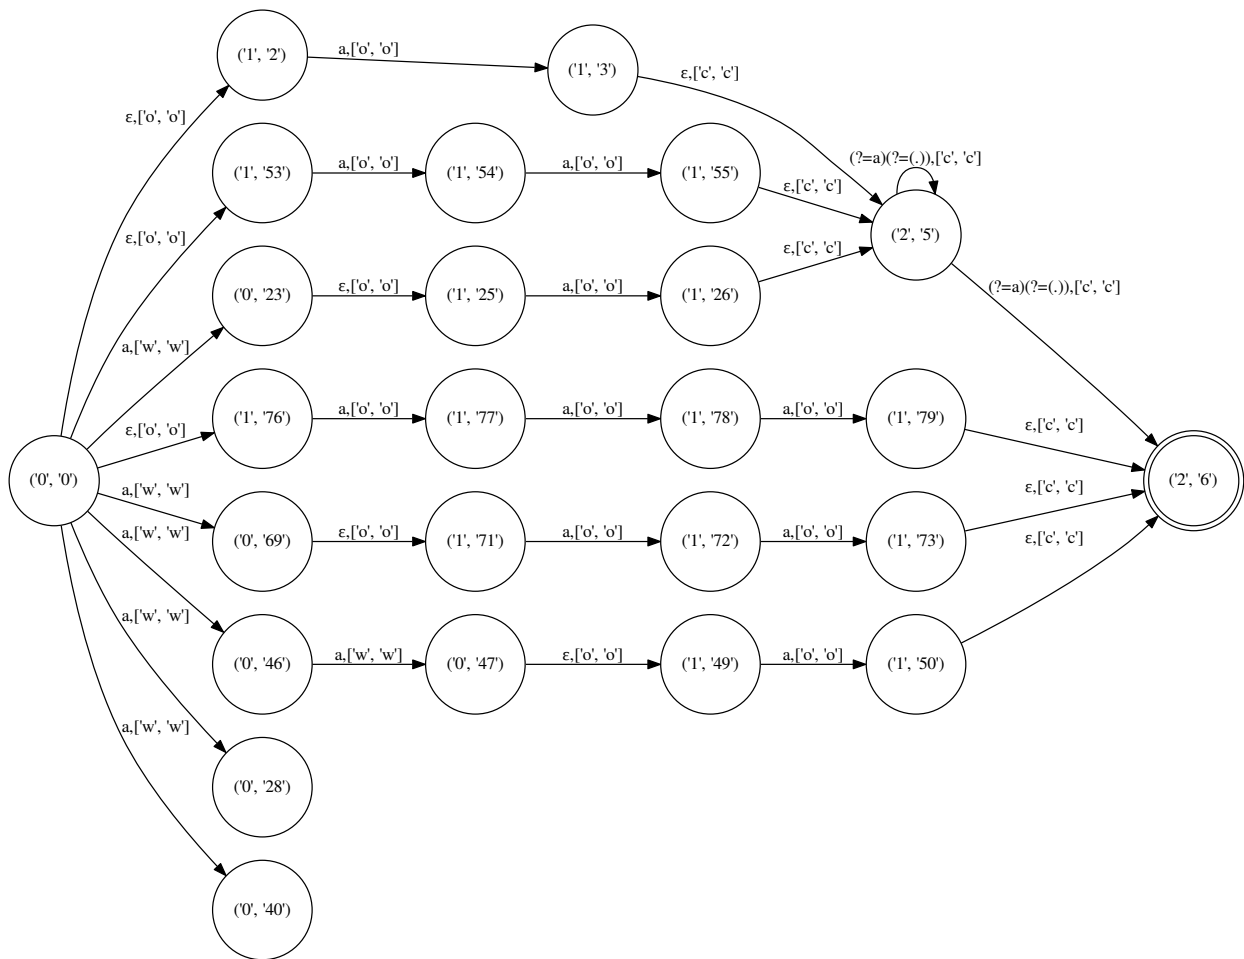 ('1', '2')
a,['o', 'o']
('1', '3')
ε,['c', 'c']
ε,['o', 'o']
('1', '53')
a,['o', 'o']
('1', '54')
a,['o', 'o']
('1', '55')
ε,['c', 'c']
(?=a)(?=(.)),['c', 'c']
('2', '5')
ε,['o', 'o']
('0', '23')
ε,['o', 'o']
('1', '25')
a,['o', 'o']
('1', '26')
ε,['c', 'c']
(?=a)(?=(.)),['c', 'c']
a,['w', 'w']
('1', '76')
a,['o', 'o']
('1', '77')
a,['o', 'o']
('1', '78')
a,['o', 'o']
('1', '79')
ε,['c', 'c']
ε,['o', 'o']
('0', '0')
('2', '6')
a,['w', 'w']
ε,['c', 'c']
a,['w', 'w']
('0', '69')
ε,['o', 'o']
('1', '71')
a,['o', 'o']
('1', '72')
a,['o', 'o']
('1', '73')
ε,['c', 'c']
a,['w', 'w']
('0', '46')
a,['w', 'w']
('0', '47')
ε,['o', 'o']
('1', '49')
a,['o', 'o']
('1', '50')
a,['w', 'w']
('0', '28')
('0', '40')